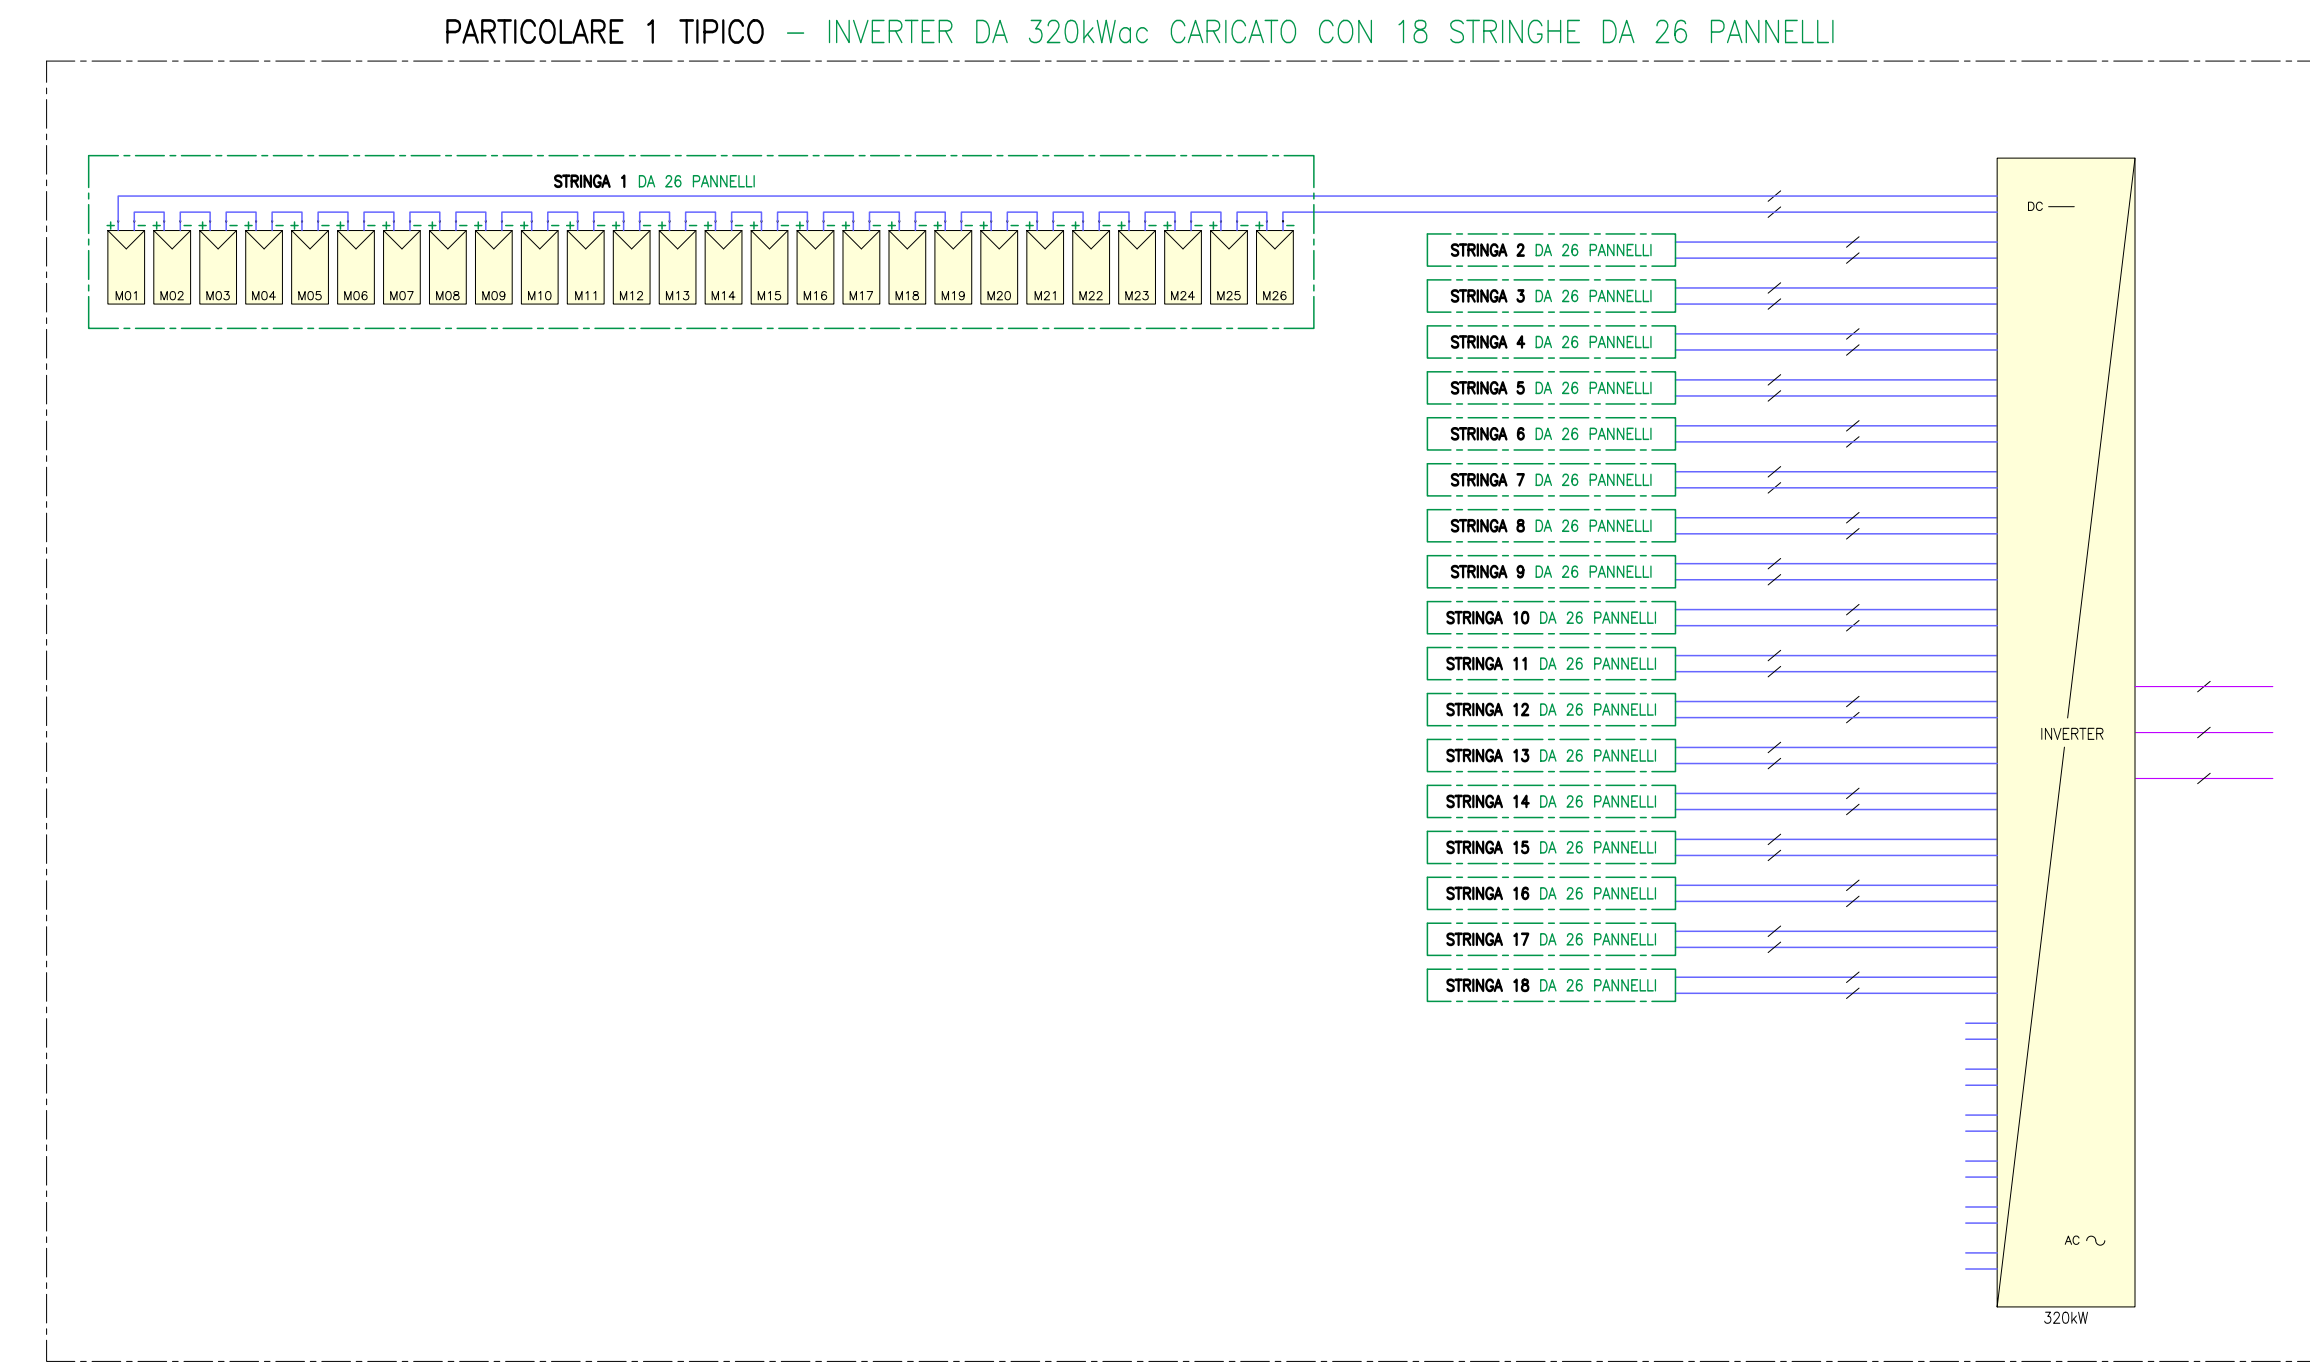 PARTICOLARE 1 TIPICO – INVERTER DA 320kWac CARICATO CON 18 STRINGHE DA 26 PANNELLI
STRINGA 1 DA 26 PANNELLI
+ − + − + − + − + − + − + − + − + − + − + − + − + − + − + − + − + − + − + − + − + − + − + − + − + − + −
M01 M02 M03 M04 M05 M06 M07 M08 M09 M10 M11 M12 M13 M14 M15 M16 M17 M18 M19 M20 M21 M22 M23 M24 M25 M26
DC
STRINGA 2 DA 26 PANNELLI
STRINGA 3 DA 26 PANNELLI
STRINGA 4 DA 26 PANNELLI
STRINGA 5 DA 26 PANNELLI
STRINGA 6 DA 26 PANNELLI
STRINGA 7 DA 26 PANNELLI
STRINGA 8 DA 26 PANNELLI
STRINGA 9 DA 26 PANNELLI
STRINGA 10 DA 26 PANNELLI
STRINGA 11 DA 26 PANNELLI
STRINGA 12 DA 26 PANNELLI
STRINGA 13 DA 26 PANNELLI
STRINGA 14 DA 26 PANNELLI
STRINGA 15 DA 26 PANNELLI
STRINGA 16 DA 26 PANNELLI
STRINGA 17 DA 26 PANNELLI
STRINGA 18 DA 26 PANNELLI
INVERTER
AC
320kW